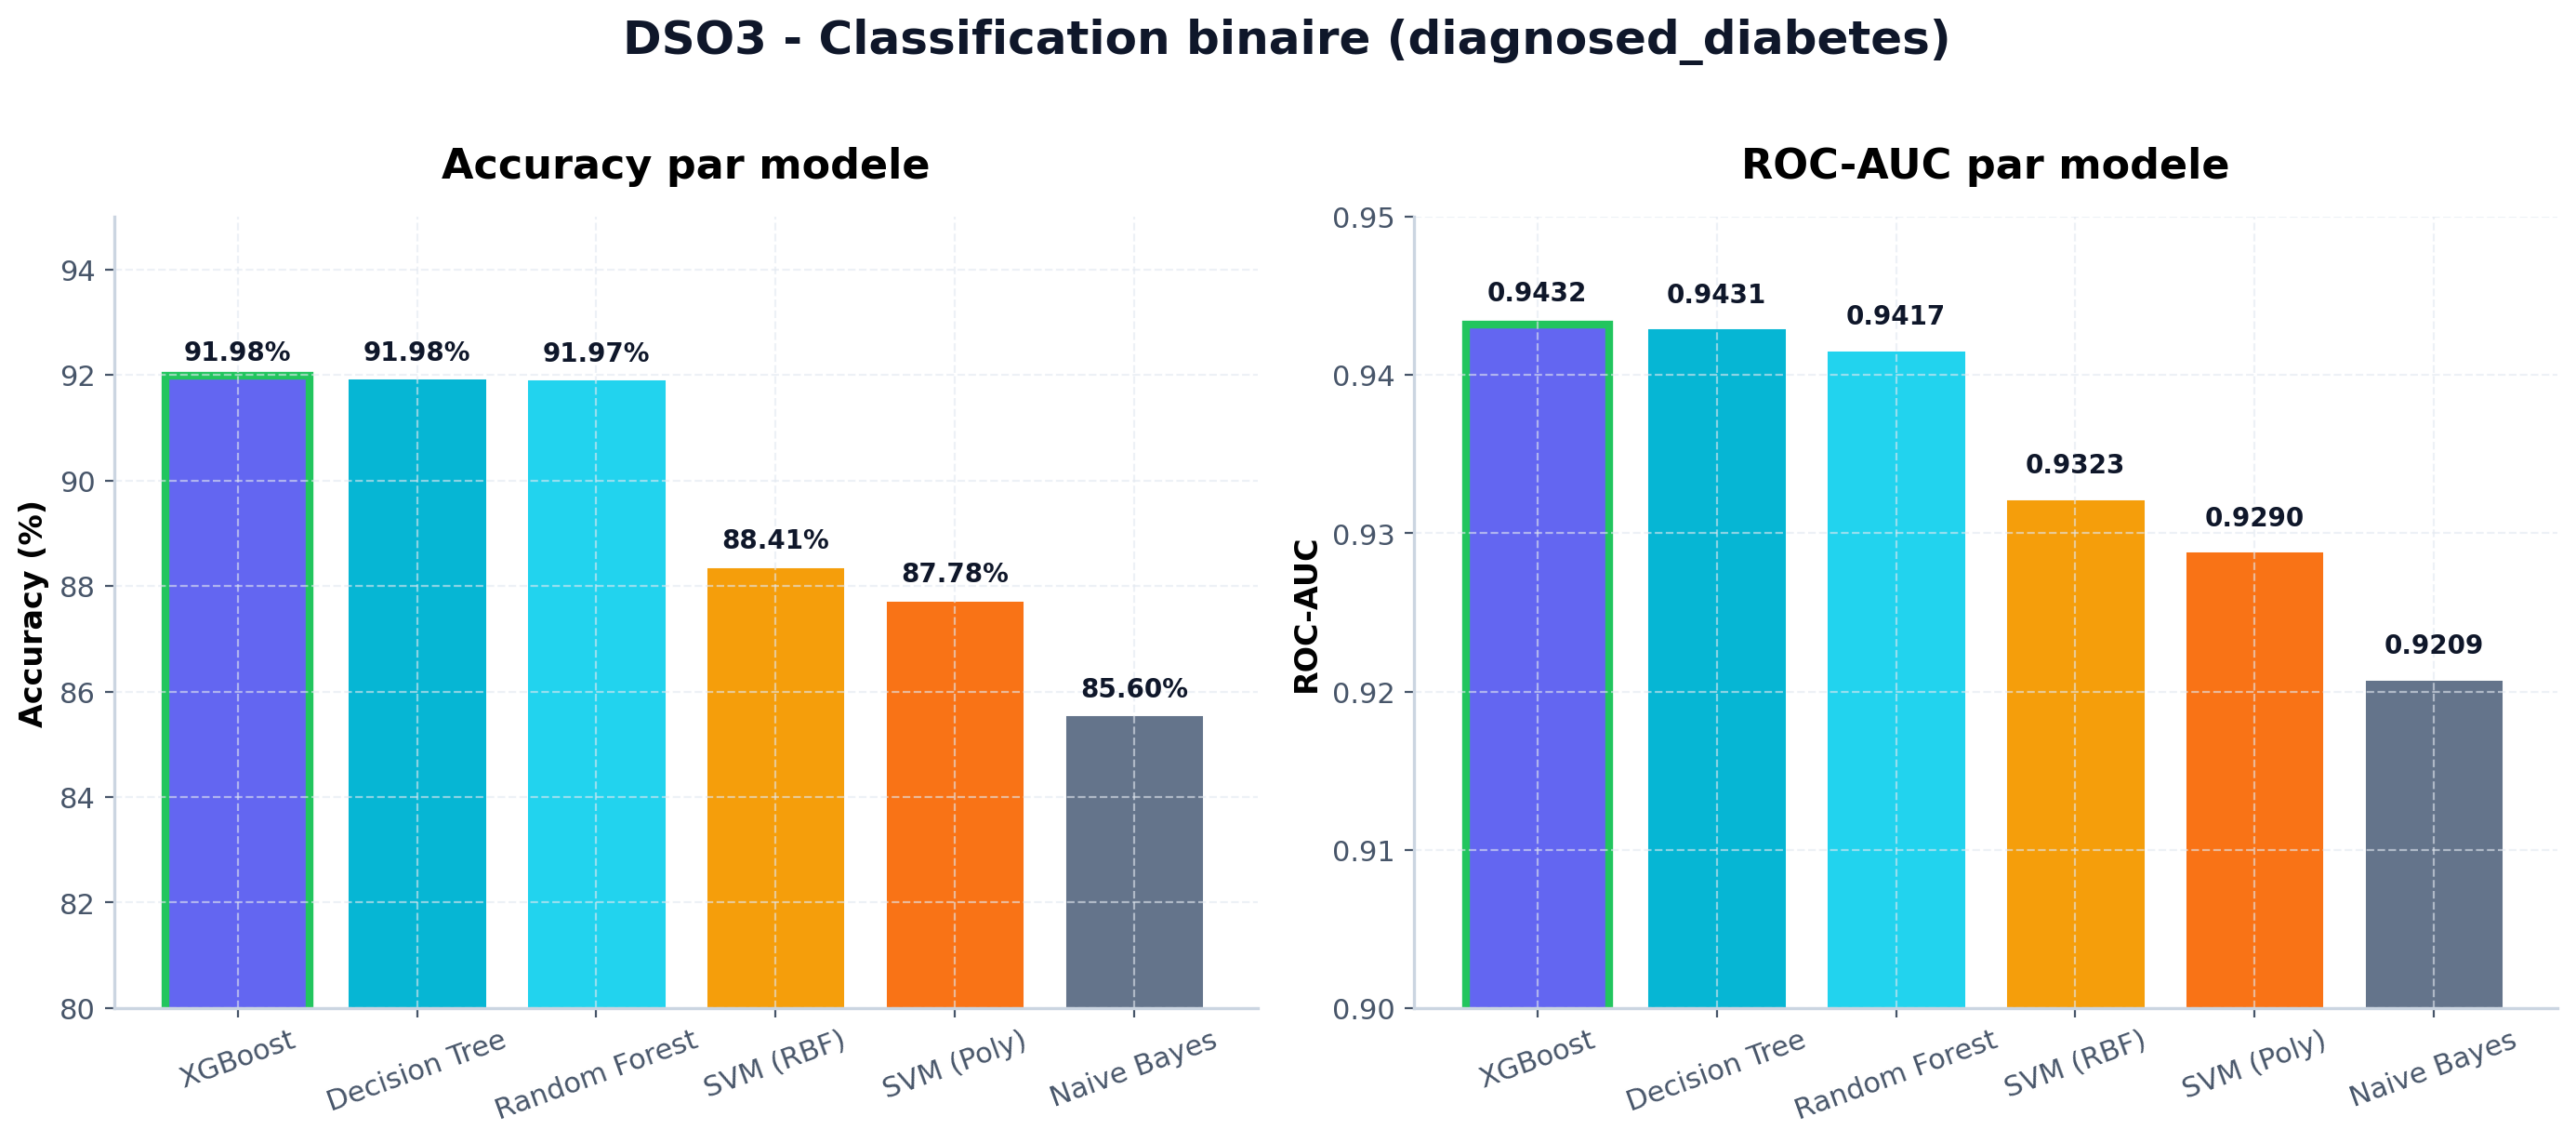 DSO3 - Classification binaire (diagnosed_diabetes)
Accuracy par modele
Accuracy (%)
94
92
90
88
86
84
82
80
91.98%
91.98%
91.97%
88.41%
87.78%
85.60%
XGBoost
Decision Tree
Random Forest
SVM (RBF)
SVM (Poly)
Naive Bayes
ROC-AUC par modele
ROC-AUC
0.95
0.94
0.93
0.92
0.91
0.90
0.9432
0.9431
0.9417
0.9323
0.9290
0.9209
XGBoost
Decision Tree
Random Forest
SVM (RBF)
SVM (Poly)
Naive Bayes